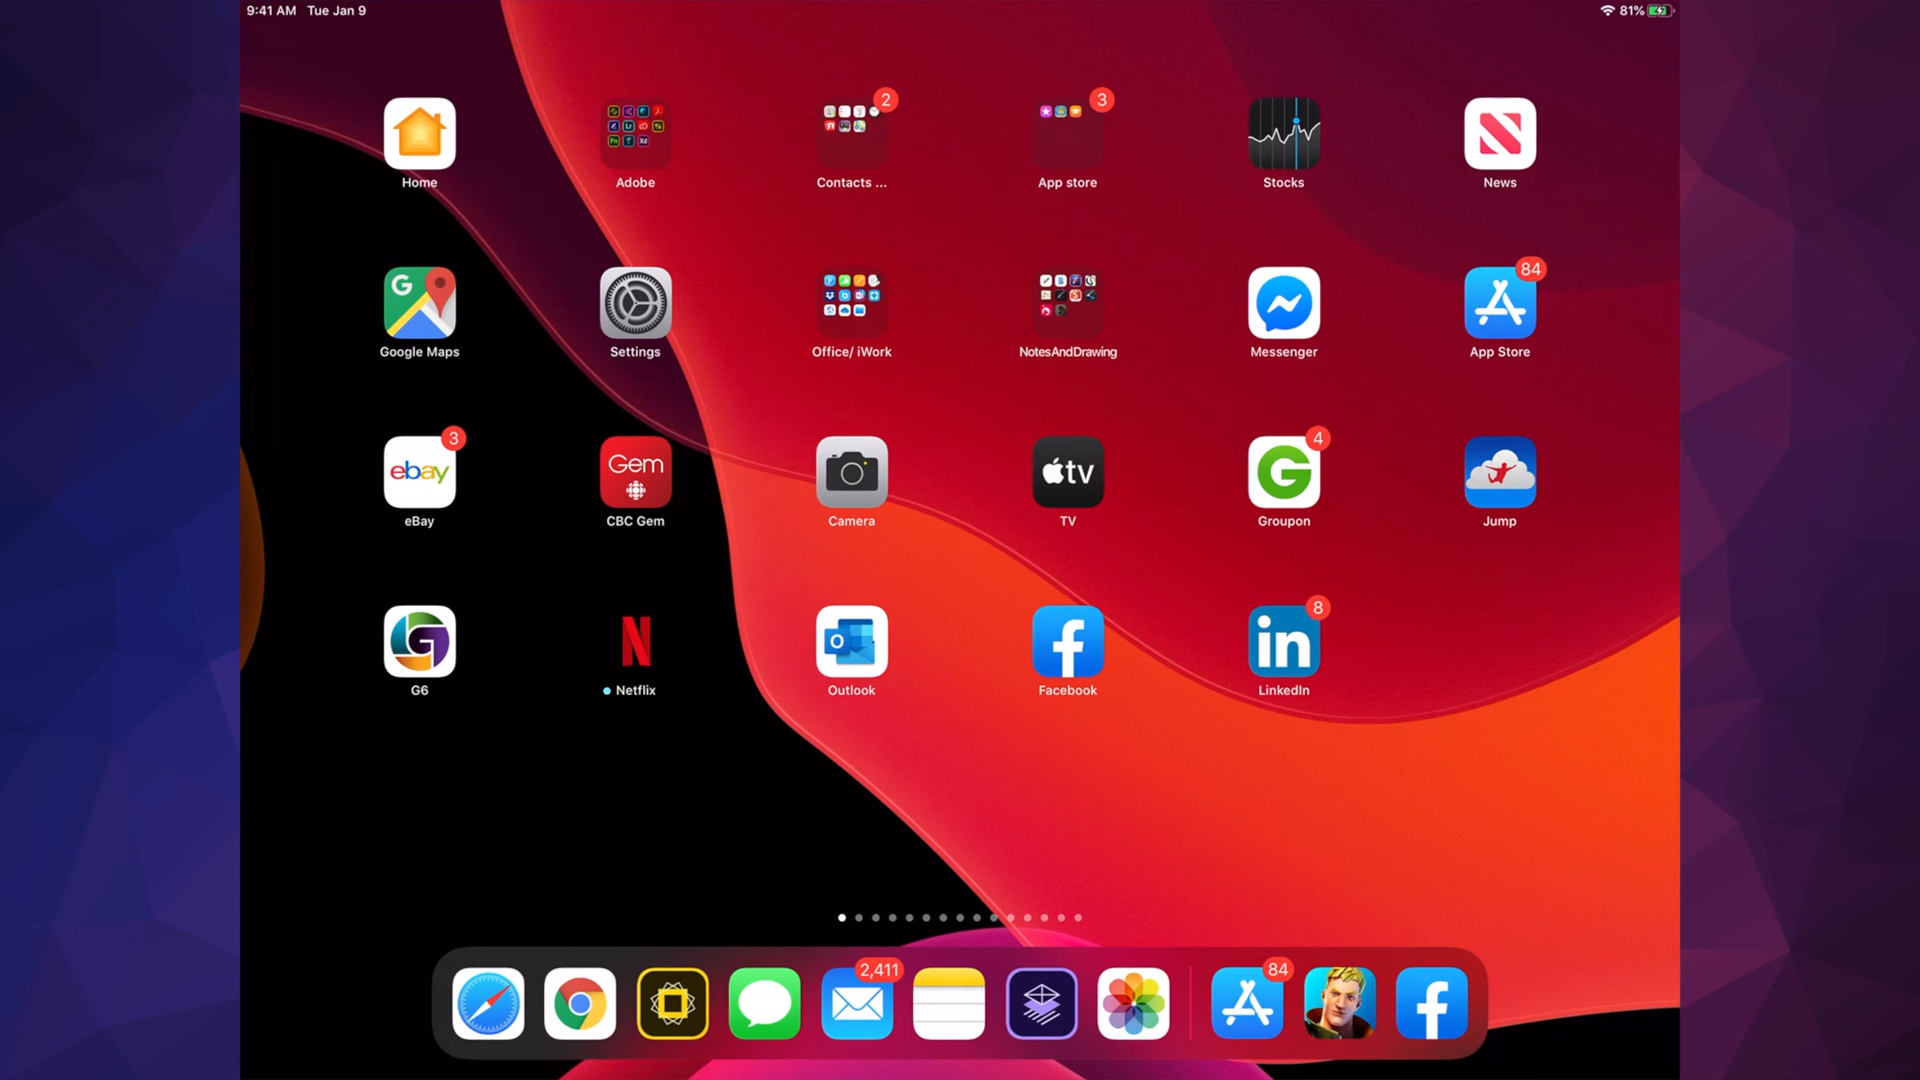 9:41 AM Tue Jan 9
81%
2
3
Home
Adobe
Contacts ...
App store
Stocks
News
84
G
Google Maps
Settings
Office/ iWork
NotesAndDrawing
Messenger
App Store
3
4
ebay
Gem
tv
G
eBay
CBC Gem
Camera
TV
Groupon
Jump
8
G
N
O
f
in
G6
Netflix
Outlook
Facebook
LinkedIn
2,411
84
f